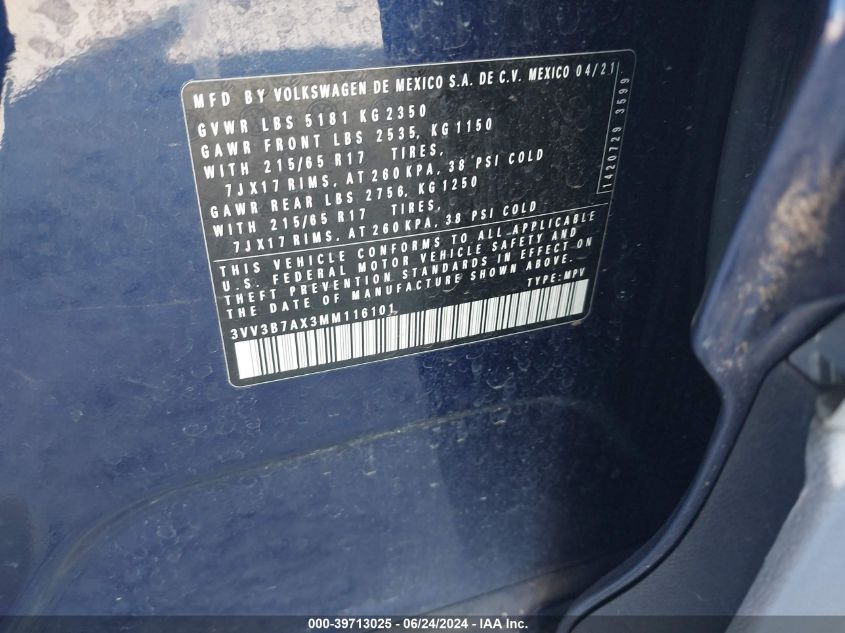 MFD BY VOLKSWAGEN DE MEXICO S.A. DE C.V. MEXICO 04/21
GVWR LBS 5181 KG 2350
GAWR FRONT LBS 2535, KG 1150
WITH 215/65 R17 TIRES,
7JX17 RIMS, AT 260 KPA, 38 PSI COLD
GAWR REAR LBS 2756, KG 1250
WITH 215/65 R17 TIRES,
7JX17 RIMS, AT 260 KPA, 38 PSI COLD
THIS VEHICLE CONFORMS TO ALL APPLICABLE
U.S. FEDERAL MOTOR VEHICLE SAFETY AND
THEFT PREVENTION STANDARDS IN EFFECT ON
THE DATE OF MANUFACTURE SHOWN ABOVE.
TYPE: MPV
3VV3B7AX3MM116101
1420729 3599
000-39713025 - 06/24/2024 - IAA Inc.